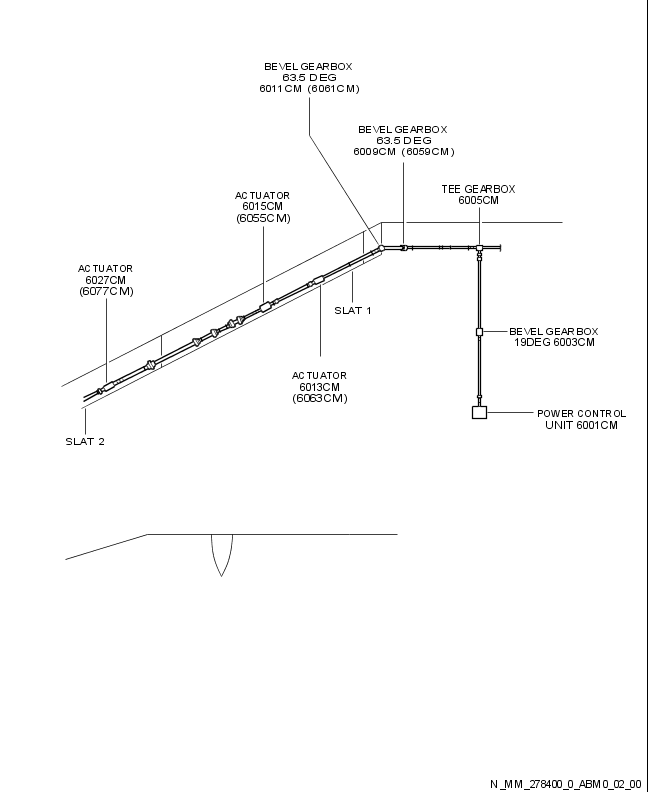 BEVEL GEARBOX
63.5 DEG
6011CM (6061CM)
BEVEL GEARBOX
63.5 DEG
6009CM (6059CM)
TEE GEARBOX
6005CM
ACTUATOR
6015CM
(6055CM)
ACTUATOR
6027CM
(6077CM)
SLAT 1
BEVEL GEARBOX
19DEG 6003CM
ACTUATOR
6013CM
(6063CM)
POWER CONTROL
UNIT 6001CM
SLAT 2
N_MM_278400_0_ABM0_02_00